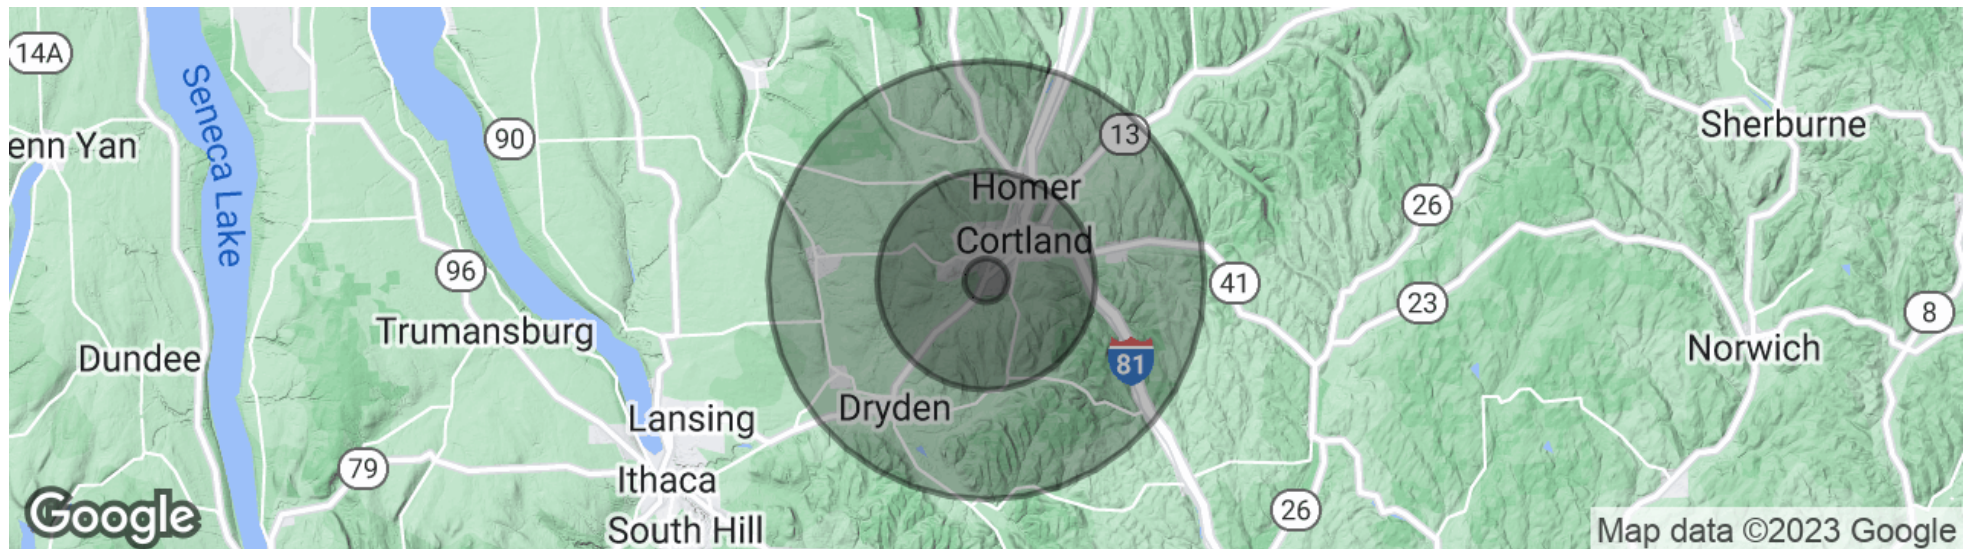 14A
Seneca Lake
enn Yan
90
13
Sherburne
Homer
26
Cortland
96
41
23
8
Trumansburg
Dundee
Norwich
81
Dryden
Lansing
79
Ithaca
26
Google
South Hill
Map data ©2023 Google